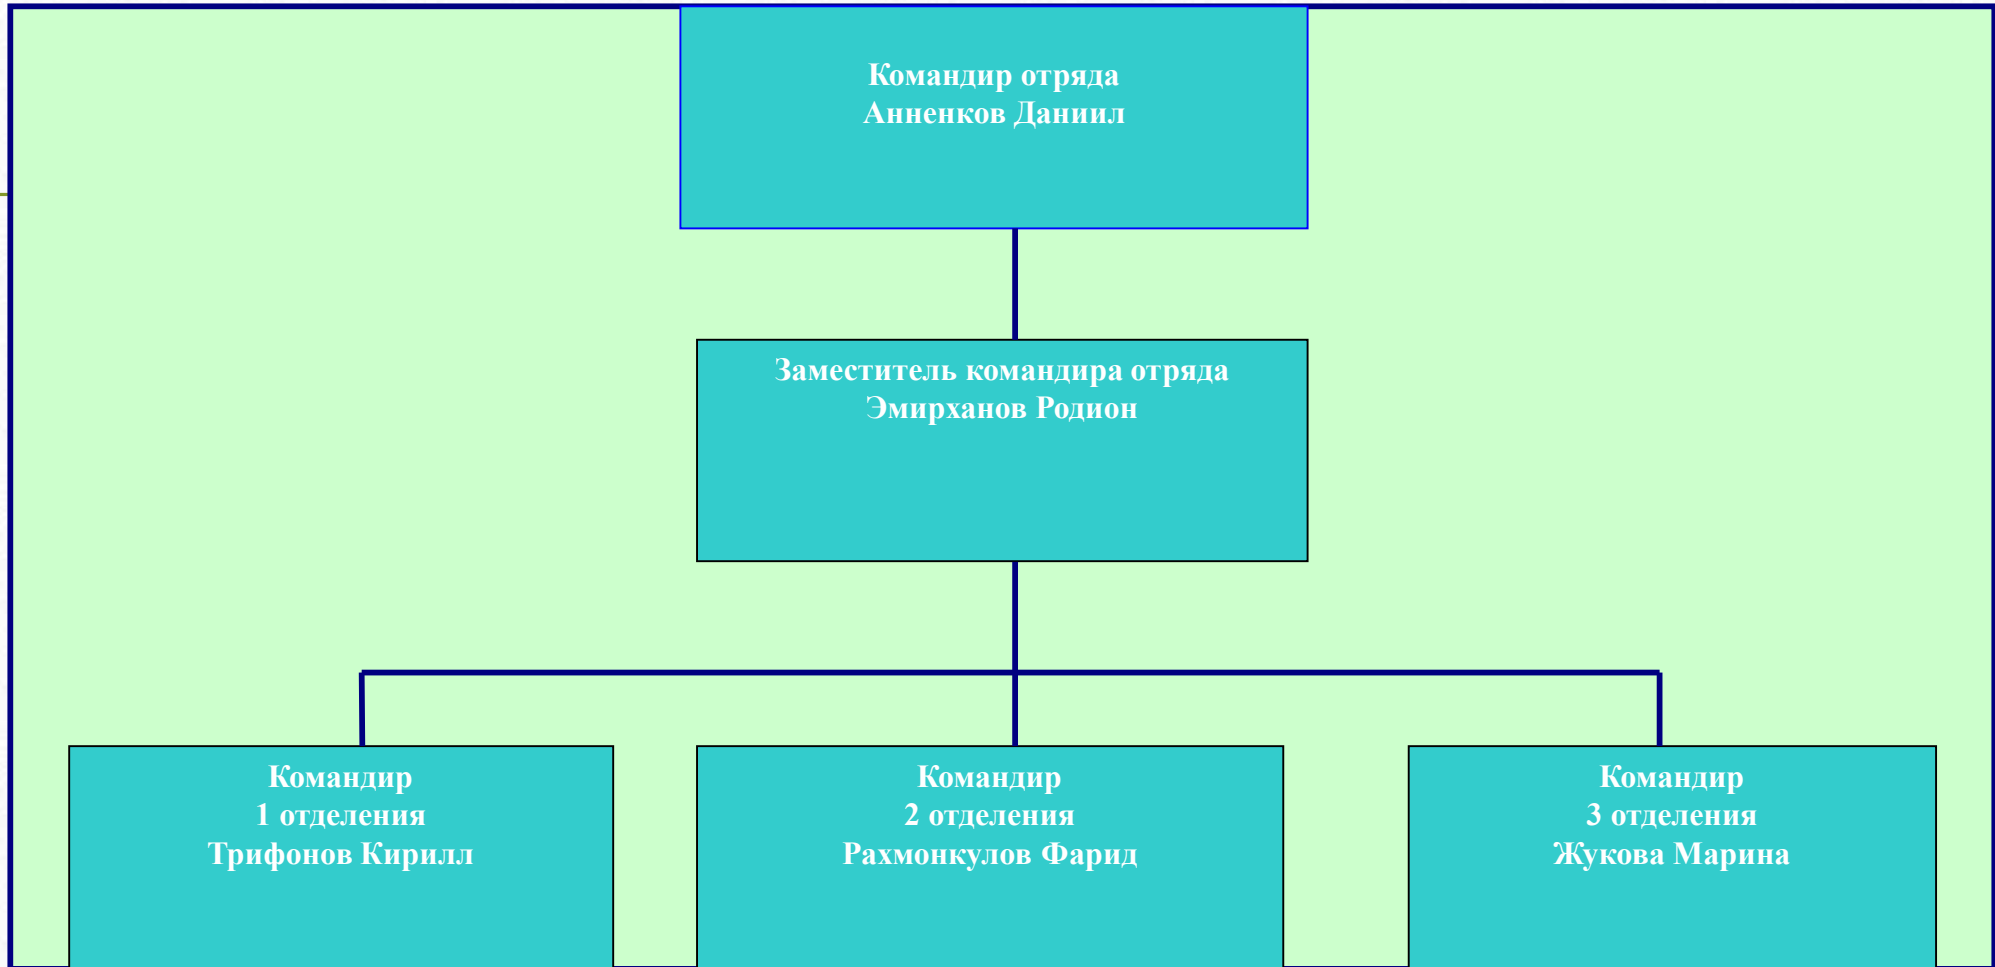 Командир отряда
Анненков Даниил
Заместитель командира отряда
Эмирханов Родион
Командир
1 отделения
Трифонов Кирилл
Командир
2 отделения
Рахмонкулов Фарид
Командир
3 отделения
Жукова Марина